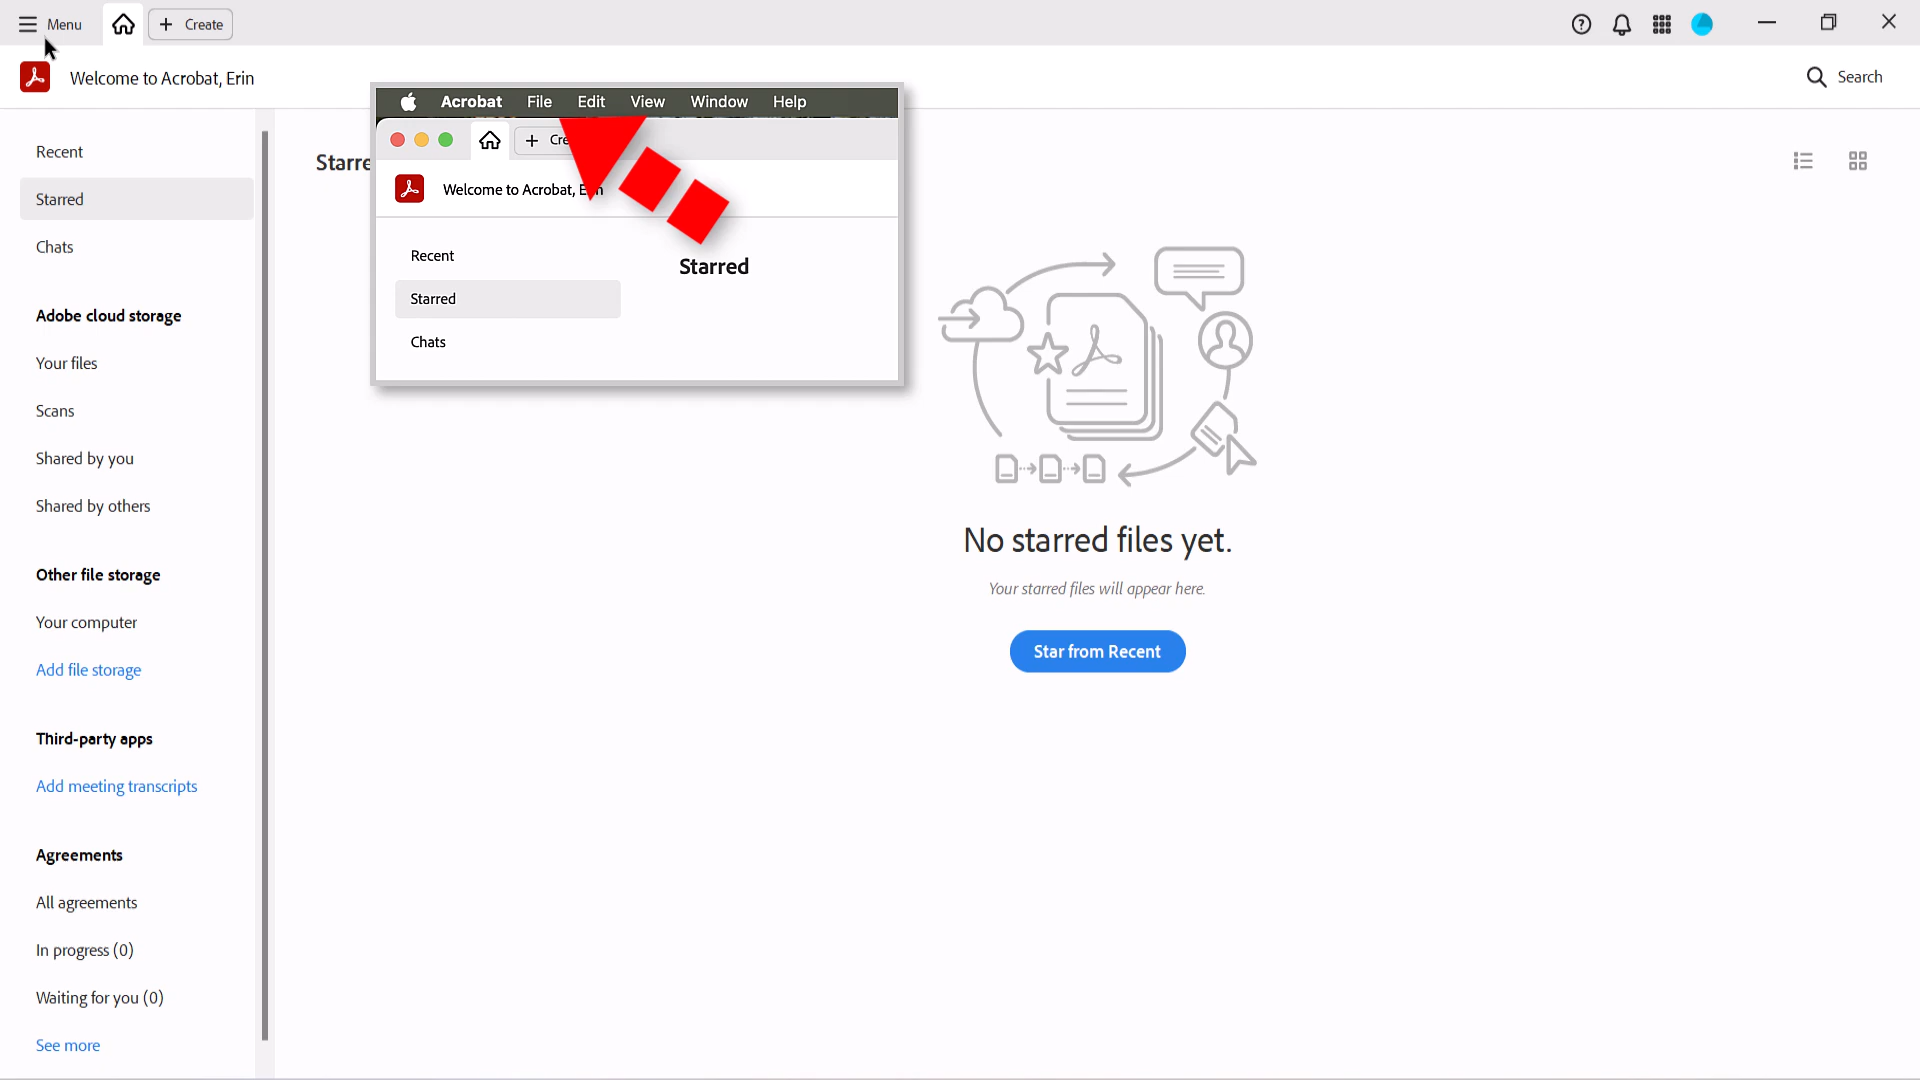 Menu
Create
Welcome to Acrobat, Erin
Search
Recent
Starred
Chats
Adobe cloud storage
Your files
Scans
Shared by you
Shared by others
Other file storage
Your computer
Add file storage
Third-party apps
Add meeting transcripts
Agreements
All agreements
In progress (0)
Waiting for you (0)
See more
Starre
Acrobat File Edit View Window Help
Cre
Welcome to Acrobat, Erin
Recent
Starred
Chats
Starred
No starred files yet.
Your starred files will appear here.
Star from Recent